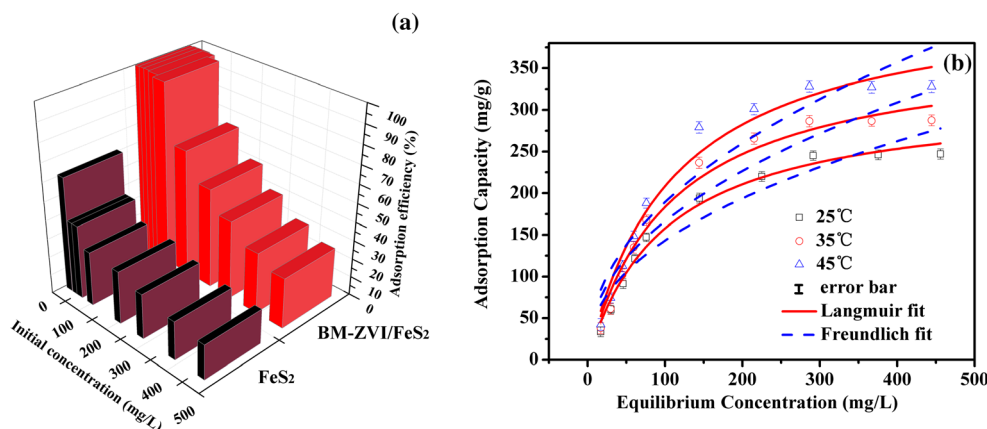 (a)
100
90
80
70
60
50
40
30
20
10
0
Adsorption efficiency (%)
0
100
200
300
400
500
Initial concentration (mg/L)
BM-ZVI/FeS₂
FeS₂
(b)
350
300
250
200
150
100
50
0
Adsorption Capacity (mg/g)
25℃
35℃
45℃
error bar
Langmuir fit
Freundlich fit
0 100 200 300 400 500
Equilibrium Concentration (mg/L)